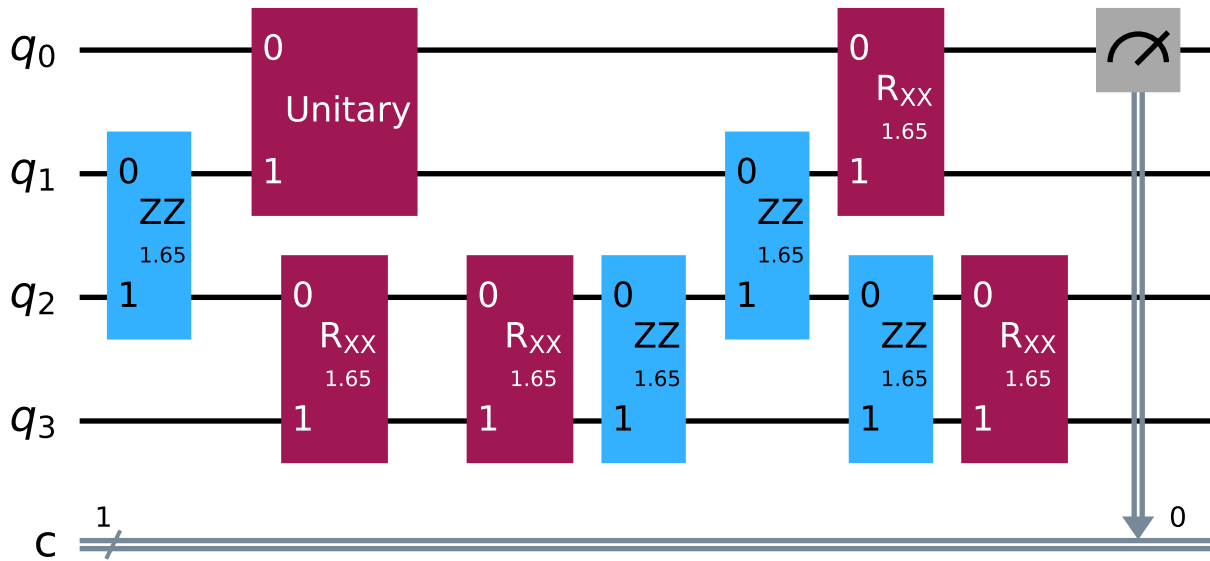 q0 0 0
Unitary RXX
1.65
q1 0 1 0 1
ZZ ZZ
1.65 1.65
q2 1 0 0 0 1 0 0
RXX RXX ZZ ZZ RXX
1.65 1.65 1.65 1.65 1.65
q3 1 1 1 1 1
1 0
c